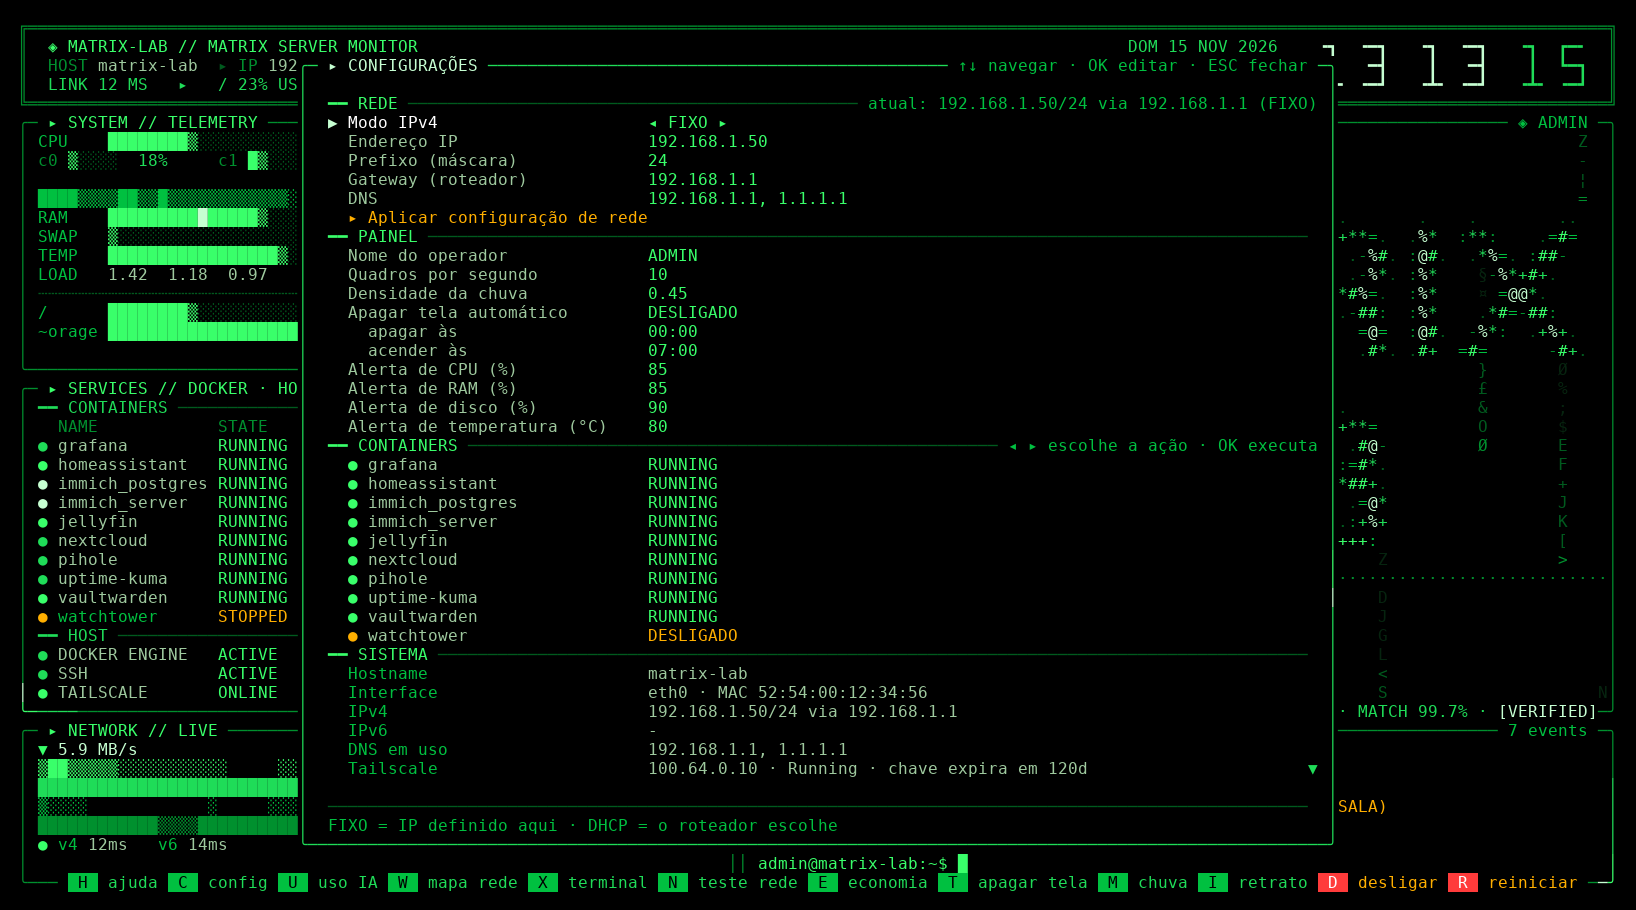 ◈ MATRIX-LAB // MATRIX SERVER MONITOR DOM 15 NOV 2026
HOST matrix-lab ▸ IP 192
LINK 12 MS ▸ / 23% US
▸ CONFIGURAÇÕES ↑↓ navegar · OK editar · ESC fechar
▸ SYSTEM // TELEMETRY
CPU
c0 18% c1
RAM
SWAP
TEMP
LOAD 1.42 1.18 0.97
/
~orage
▸ SERVICES // DOCKER · HO
CONTAINERS
NAME STATE
● grafana RUNNING
● homeassistant RUNNING
● immich_postgres RUNNING
● immich_server RUNNING
● jellyfin RUNNING
● nextcloud RUNNING
● pihole RUNNING
● uptime-kuma RUNNING
● vaultwarden RUNNING
● watchtower STOPPED
HOST
● DOCKER ENGINE ACTIVE
● SSH ACTIVE
● TAILSCALE ONLINE
▸ NETWORK // LIVE
▼ 5.9 MB/s
● v4 12ms v6 14ms
REDE atual: 192.168.1.50/24 via 192.168.1.1 (FIXO)
▶ Modo IPv4 ◂ FIXO ▸
Endereço IP 192.168.1.50
Prefixo (máscara) 24
Gateway (roteador) 192.168.1.1
DNS 192.168.1.1, 1.1.1.1
▸ Aplicar configuração de rede
PAINEL
Nome do operador ADMIN
Quadros por segundo 10
Densidade da chuva 0.45
Apagar tela automático DESLIGADO
apagar às 00:00
acender às 07:00
Alerta de CPU (%) 85
Alerta de RAM (%) 85
Alerta de disco (%) 90
Alerta de temperatura (°C) 80
CONTAINERS ◂ ▸ escolhe a ação · OK executa
● grafana RUNNING
● homeassistant RUNNING
● immich_postgres RUNNING
● immich_server RUNNING
● jellyfin RUNNING
● nextcloud RUNNING
● pihole RUNNING
● uptime-kuma RUNNING
● vaultwarden RUNNING
● watchtower DESLIGADO
SISTEMA
Hostname matrix-lab
Interface eth0 · MAC 52:54:00:12:34:56
IPv4 192.168.1.50/24 via 192.168.1.1
IPv6 -
DNS em uso 192.168.1.1, 1.1.1.1
Tailscale 100.64.0.10 · Running · chave expira em 120d ▼
FIXO = IP definido aqui · DHCP = o roteador escolhe
◈ ADMIN
· MATCH 99.7% · [VERIFIED]
7 events
SALA)
admin@matrix-lab:~$
H ajuda C config U uso IA W mapa rede X terminal N teste rede E economia T apagar tela M chuva I retrato D desligar R reiniciar